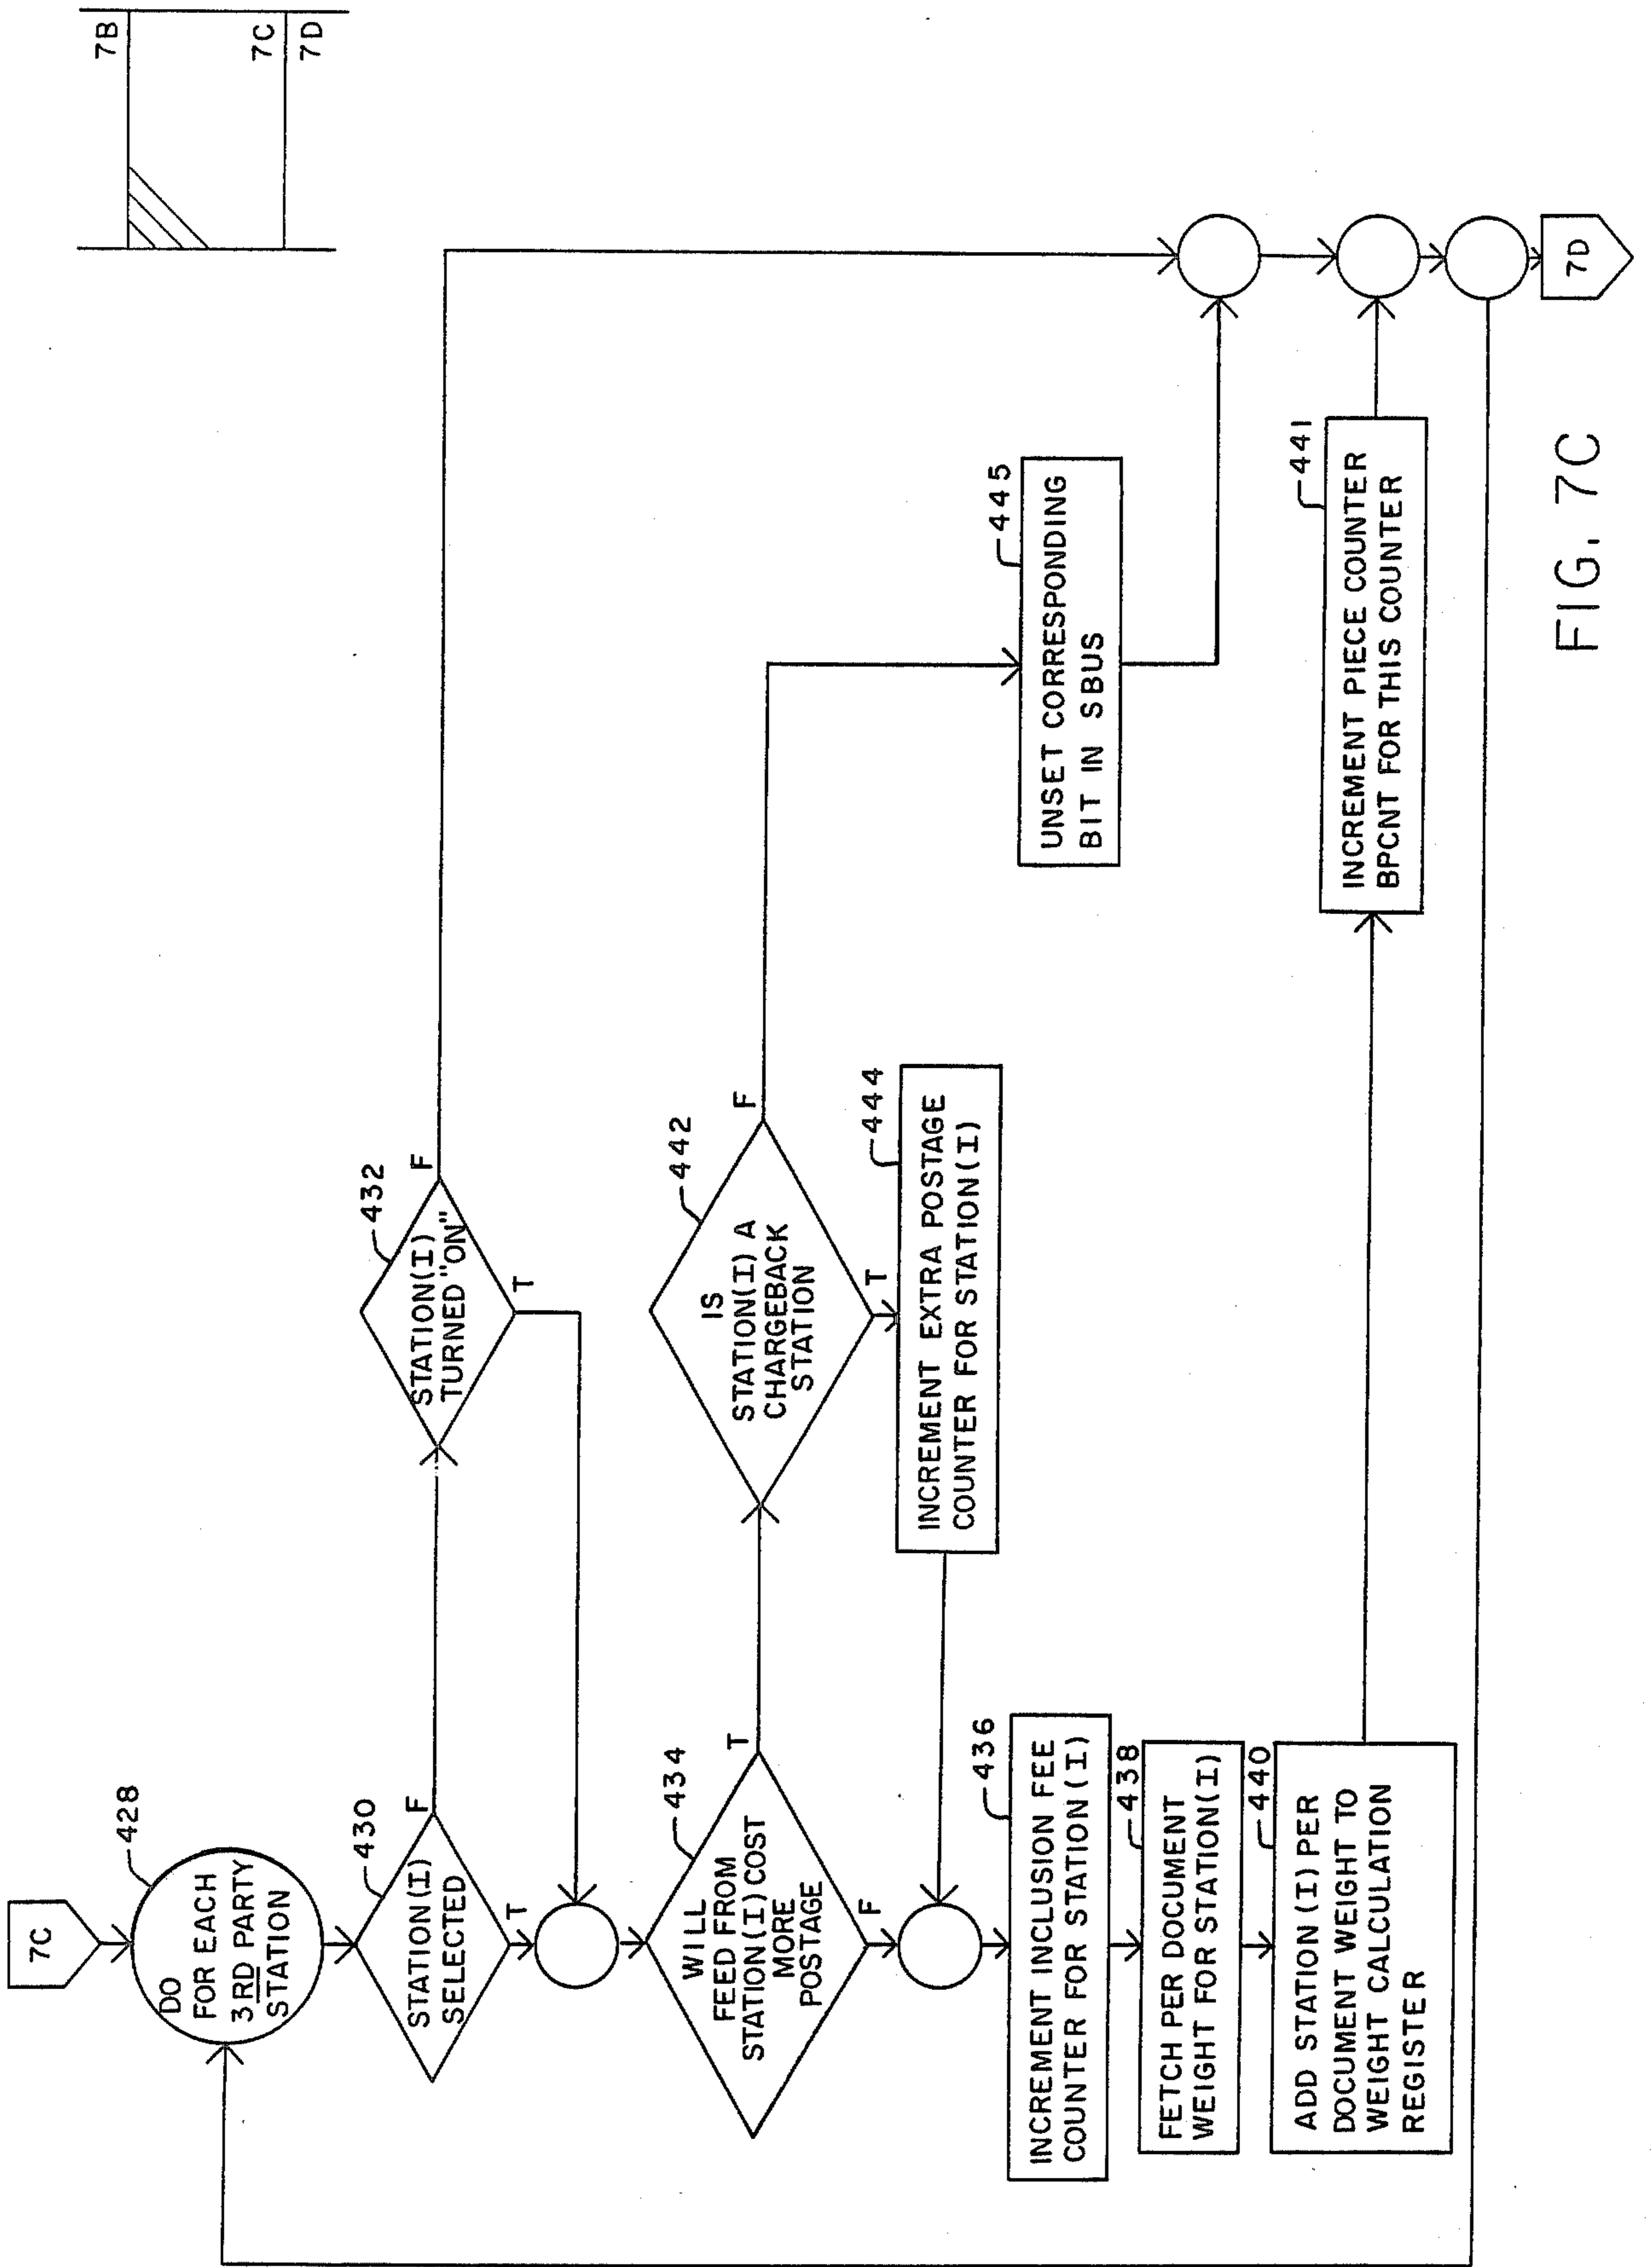 7B
7C
7D
7C
DO
FOR EACH
3RD PARTY
STATION
428
STATION(I)
SELECTED
430
F
T
STATION(I)
TURNED "ON"
432
F
T
WILL
FEED FROM
STATION(I) COST
MORE
POSTAGE
434
T
F
IS
STATION(I) A
CHARGEBACK
STATION
442
F
T
INCREMENT EXTRA POSTAGE
COUNTER FOR STATION(I)
444
UNSET CORRESPONDING
BIT IN SBUS
445
INCREMENT INCLUSION FEE
COUNTER FOR STATION(I)
436
FETCH PER DOCUMENT
WEIGHT FOR STATION(I)
438
ADD STATION(I) PER
DOCUMENT WEIGHT TO
WEIGHT CALCULATION
REGISTER
440
INCREMENT PIECE COUNTER
BPCNT FOR THIS COUNTER
441
7D
FIG. 7C